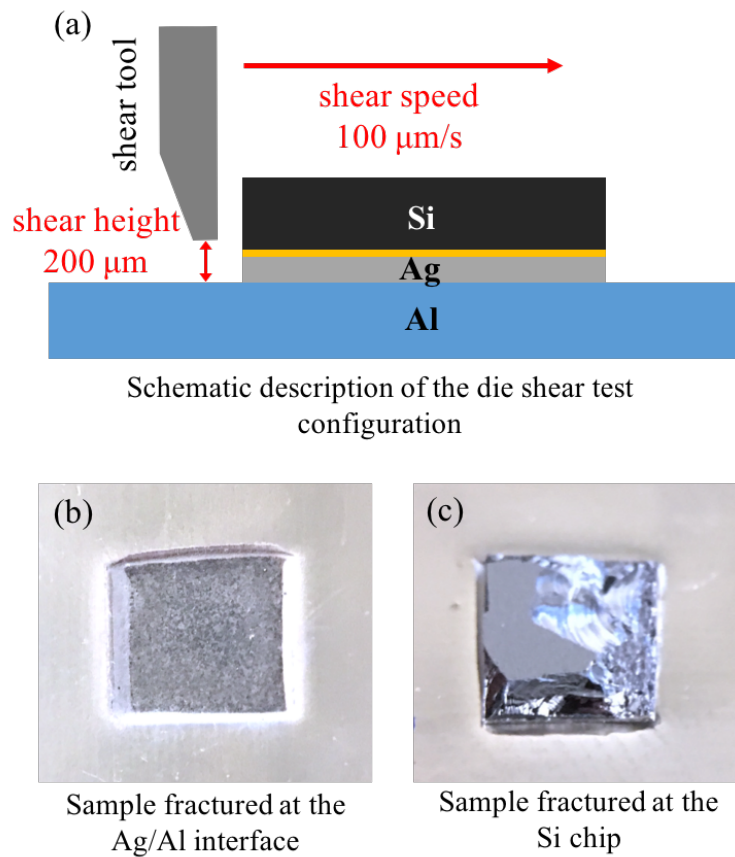 (a)
shear tool
shear speed
100 μm/s
shear height
200 μm
Si
Ag
Al
Schematic description of the die shear test
configuration
(b)
(c)
Sample fractured at the
Ag/Al interface
Sample fractured at the
Si chip